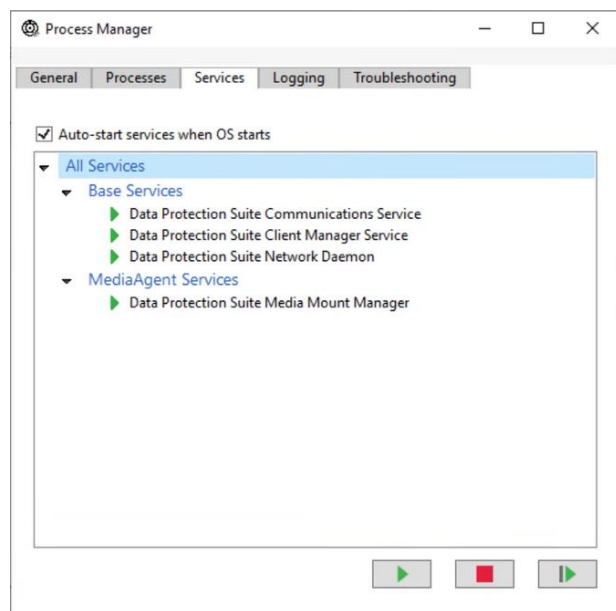 Process Manager
General Processes Services Logging Troubleshooting
Auto-start services when OS starts
All Services
Base Services
Data Protection Suite Communications Service
Data Protection Suite Client Manager Service
Data Protection Suite Network Daemon
MediaAgent Services
Data Protection Suite Media Mount Manager